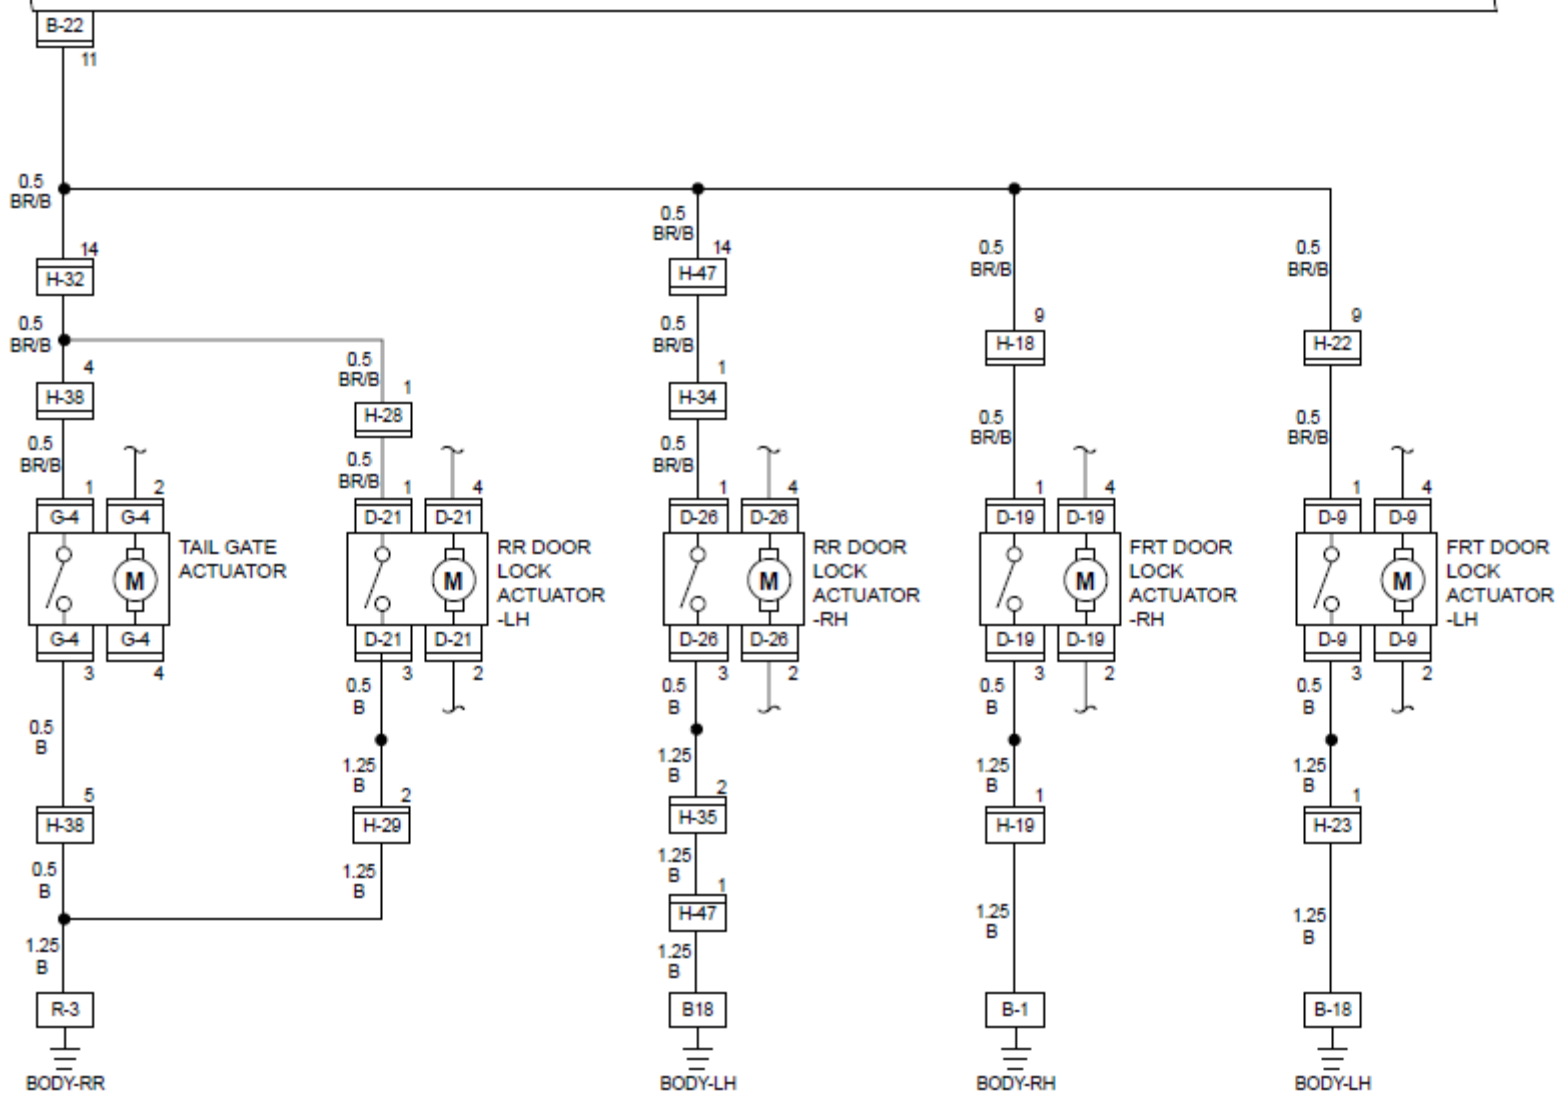 B-22
11
0.5
BR/B
0.5
BR/B
14
H-32
14
H-47
0.5
BR/B
0.5
BR/B
9
H-18
9
H-22
0.5
BR/B
4
H-38
0.5
BR/B
1
H-28
0.5
BR/B
1
H-34
0.5
BR/B
0.5
BR/B
0.5
BR/B
0.5
BR/B
0.5
BR/B
0.5
BR/B
1
2
1
4
1
4
1
4
1
4
G-4
G-4
D-21
D-21
D-26
D-26
D-19
D-19
D-9
D-9
M
TAIL GATE
ACTUATOR
M
RR DOOR
LOCK
ACTUATOR
-LH
M
RR DOOR
LOCK
ACTUATOR
-RH
M
FRT DOOR
LOCK
ACTUATOR
-RH
M
FRT DOOR
LOCK
ACTUATOR
-LH
G-4
G-4
D-21
D-21
D-26
D-26
D-19
D-19
D-9
D-9
3
4
3
2
3
2
3
2
3
2
0.5
B
0.5
B
0.5
B
0.5
B
0.5
B
1.25
B
1.25
B
1.25
B
1.25
B
5
H-38
2
H-29
2
H-35
1
H-19
1
H-23
0.5
B
1.25
B
1.25
B
1
H-47
1.25
B
1.25
B
1.25
B
1.25
B
R-3
B18
B-1
B-18
BODY-RR
BODY-LH
BODY-RH
BODY-LH